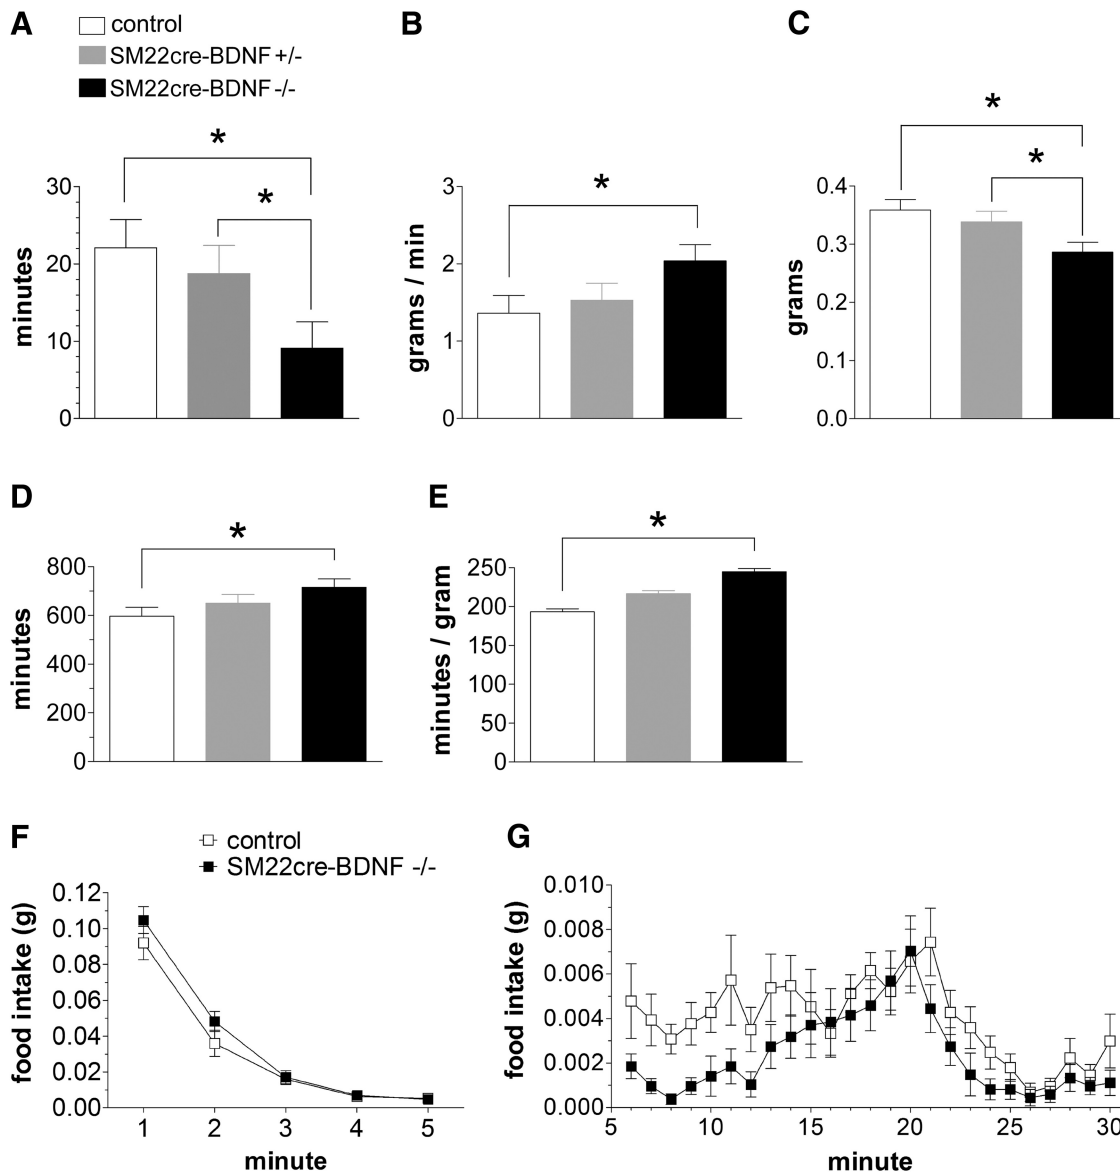 A
control
SM22cre-BDNF +/-
SM22cre-BDNF -/-
*
*
30
20
10
0
minutes
B
*
3
2
1
0
grams / min
C
*
*
0.4
0.3
0.2
0.1
0.0
grams
D
*
800
600
400
200
0
minutes
E
*
250
200
150
100
50
0
minutes / gram
F
control
SM22cre-BDNF -/-
0.12
0.10
0.08
0.06
0.04
0.02
0.00
food intake (g)
1 2 3 4 5
minute
G
0.010
0.008
0.006
0.004
0.002
0.000
food intake (g)
5 10 15 20 25 30
minute